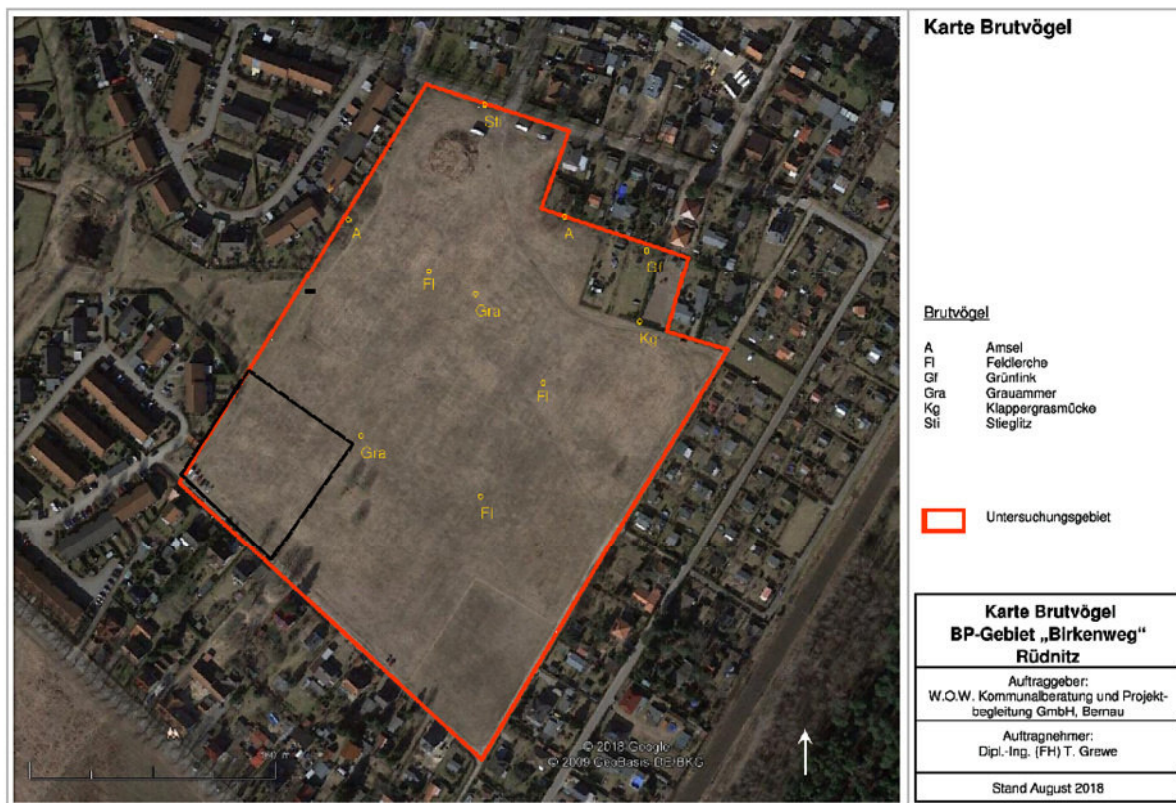 Karte Brutvögel
Sti
A
A
Gf
Fl
Gra
Kg
Fl
Gra
Fl
© 2018 Google
© 2009 GeoBasis-DE/BKG
Brutvögel
A Amsel
Fl Feldlerche
Gf Grünfink
Gra Grauammer
Kg Klappergrasmücke
Sti Stieglitz
Untersuchungsgebiet
Karte Brutvögel
BP-Gebiet „Birkenweg“
Rüdnitz
Auftraggeber:
W.O.W. Kommunalberatung und Projekt-
begleitung GmbH, Bernau
Auftragnehmer:
Dipl.-Ing. (FH) T. Grewe
Stand August 2018